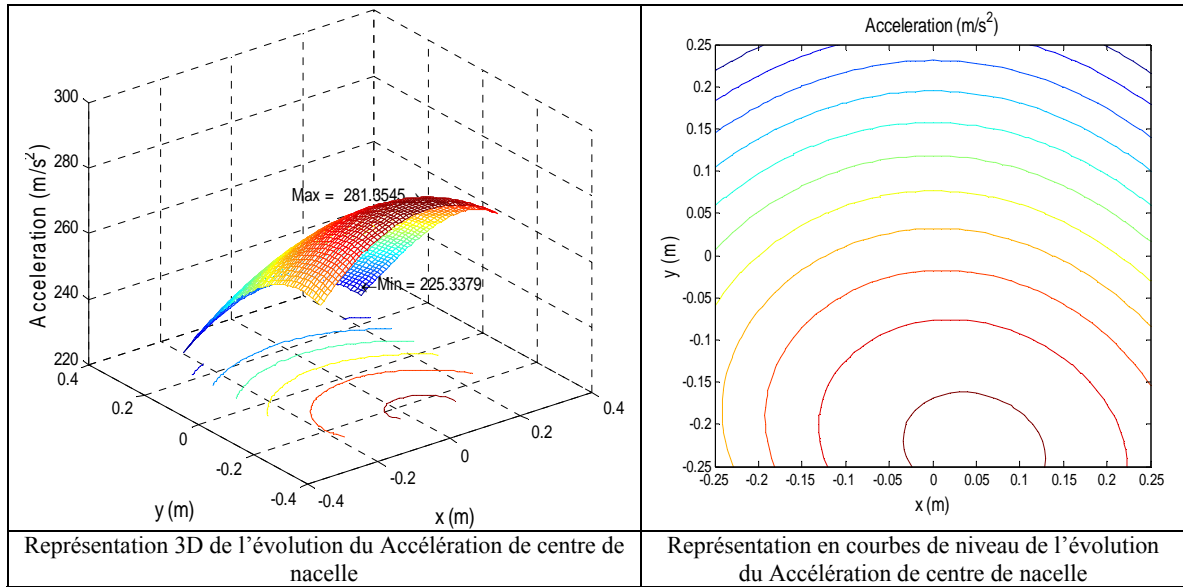 300
280
260
240
220
Acceleration (m/s²)
Max = 281.3545
Min = 225.3379
0.4
0.2
0
-0.2
-0.4
y (m)
-0.4
-0.2
0
0.2
0.4
x (m)
Représentation 3D de l'évolution du Accélération de centre de
nacelle
Acceleration (m/s²)
0.25
0.2
0.15
0.1
0.05
0
-0.05
-0.1
-0.15
-0.2
-0.25
y (m)
-0.25 -0.2 -0.15 -0.1 -0.05 0 0.05 0.1 0.15 0.2 0.25
x (m)
Représentation en courbes de niveau de l'évolution
du Accélération de centre de nacelle